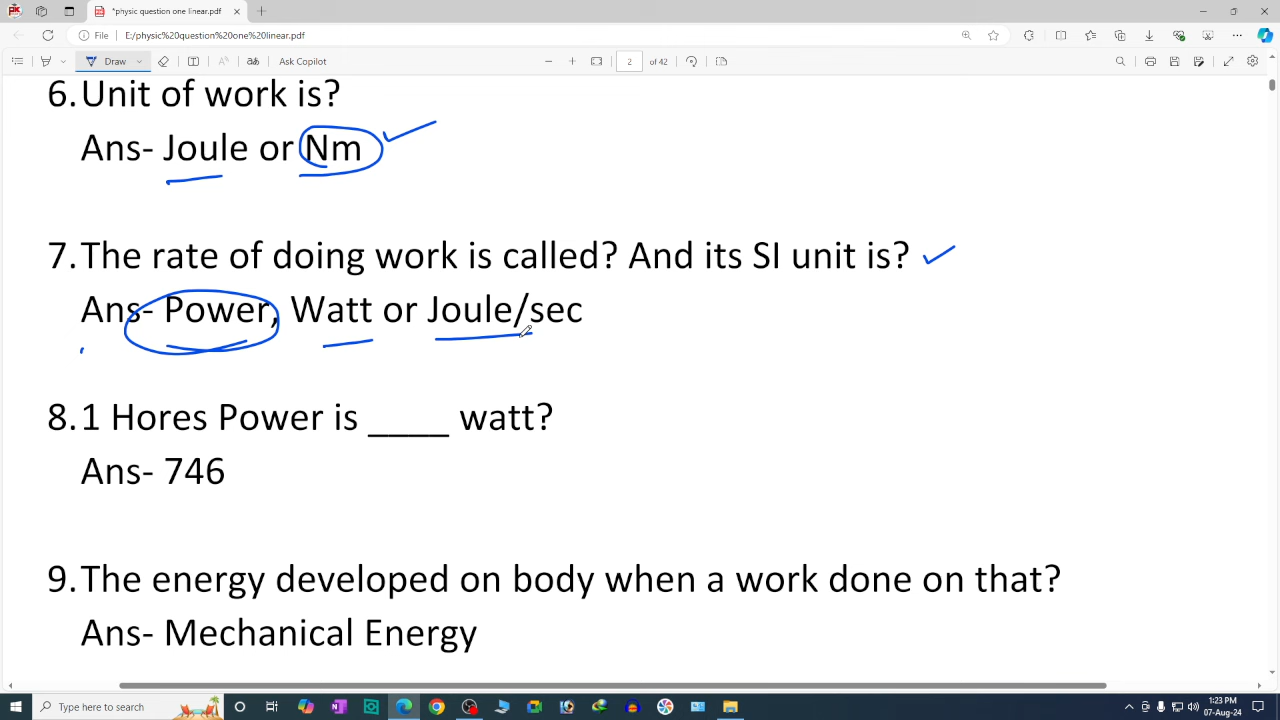 *physic question one linear.pdf
File
E:/physic%20question%20one%20linear.pdf
Draw
Ask Copilot
2 of 42
6. Unit of work is?
Ans- Joule or Nm
7. The rate of doing work is called? And its SI unit is?
Ans- Power, Watt or Joule/sec
8. 1 Hores Power is ____ watt?
Ans- 746
9. The energy developed on body when a work done on that?
Ans- Mechanical Energy
Type here to search
1:23 PM
07-Aug-24